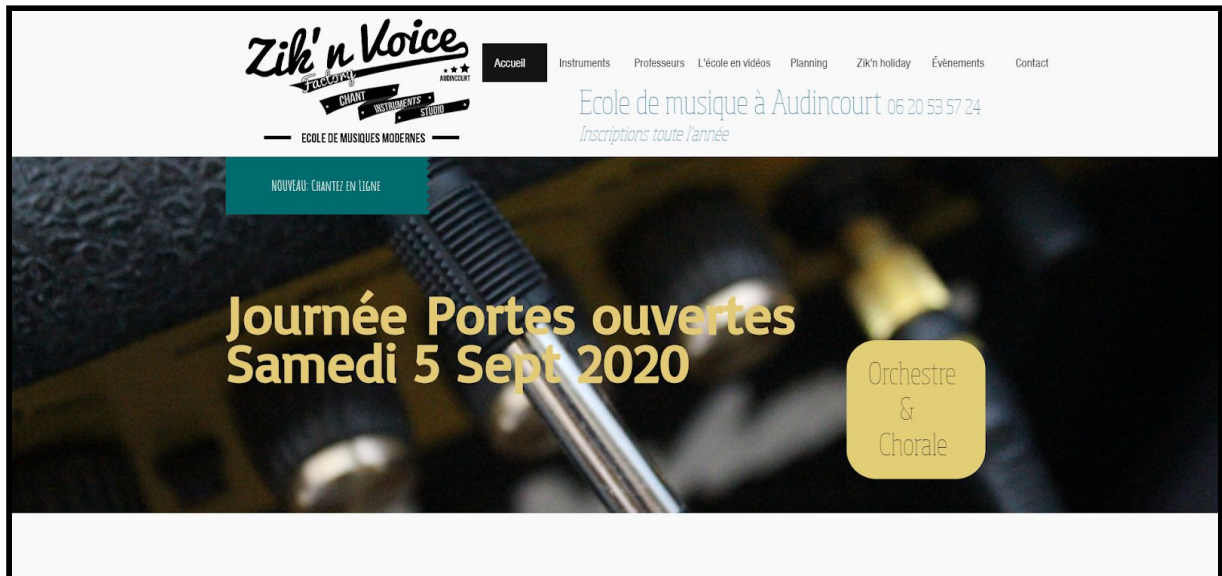 Zik'n Voice
Factory
AUDINCOURT
CHANT
INSTRUMENTS
STUDIO
ECOLE DE MUSIQUES MODERNES
Accueil
Instruments
Professeurs
L'école en vidéos
Planning
Zik'n holiday
Évènements
Contact
Ecole de musique à Audincourt 06 20 53 57 24
Inscriptions toute l'année
NOUVEAU: Chantez en Ligne
Journée Portes ouvertes
Samedi 5 Sept 2020
Orchestre
&
Chorale